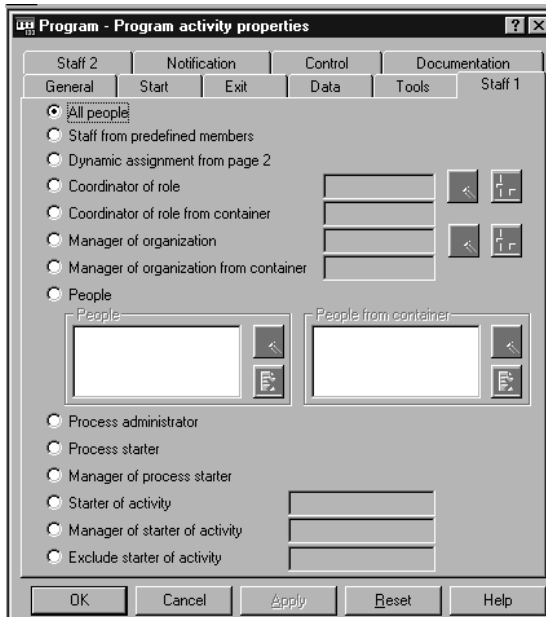 Program - Program activity properties
Staff 2 Notification Control Documentation
General Start Exit Data Tools Staff 1
All people
Staff from predefined members
Dynamic assignment from page 2
Coordinator of role
Coordinator of role from container
Manager of organization
Manager of organization from container
People
People People from container
Process administrator
Process starter
Manager of process starter
Starter of activity
Manager of starter of activity
Exclude starter of activity
OK Cancel Apply Reset Help